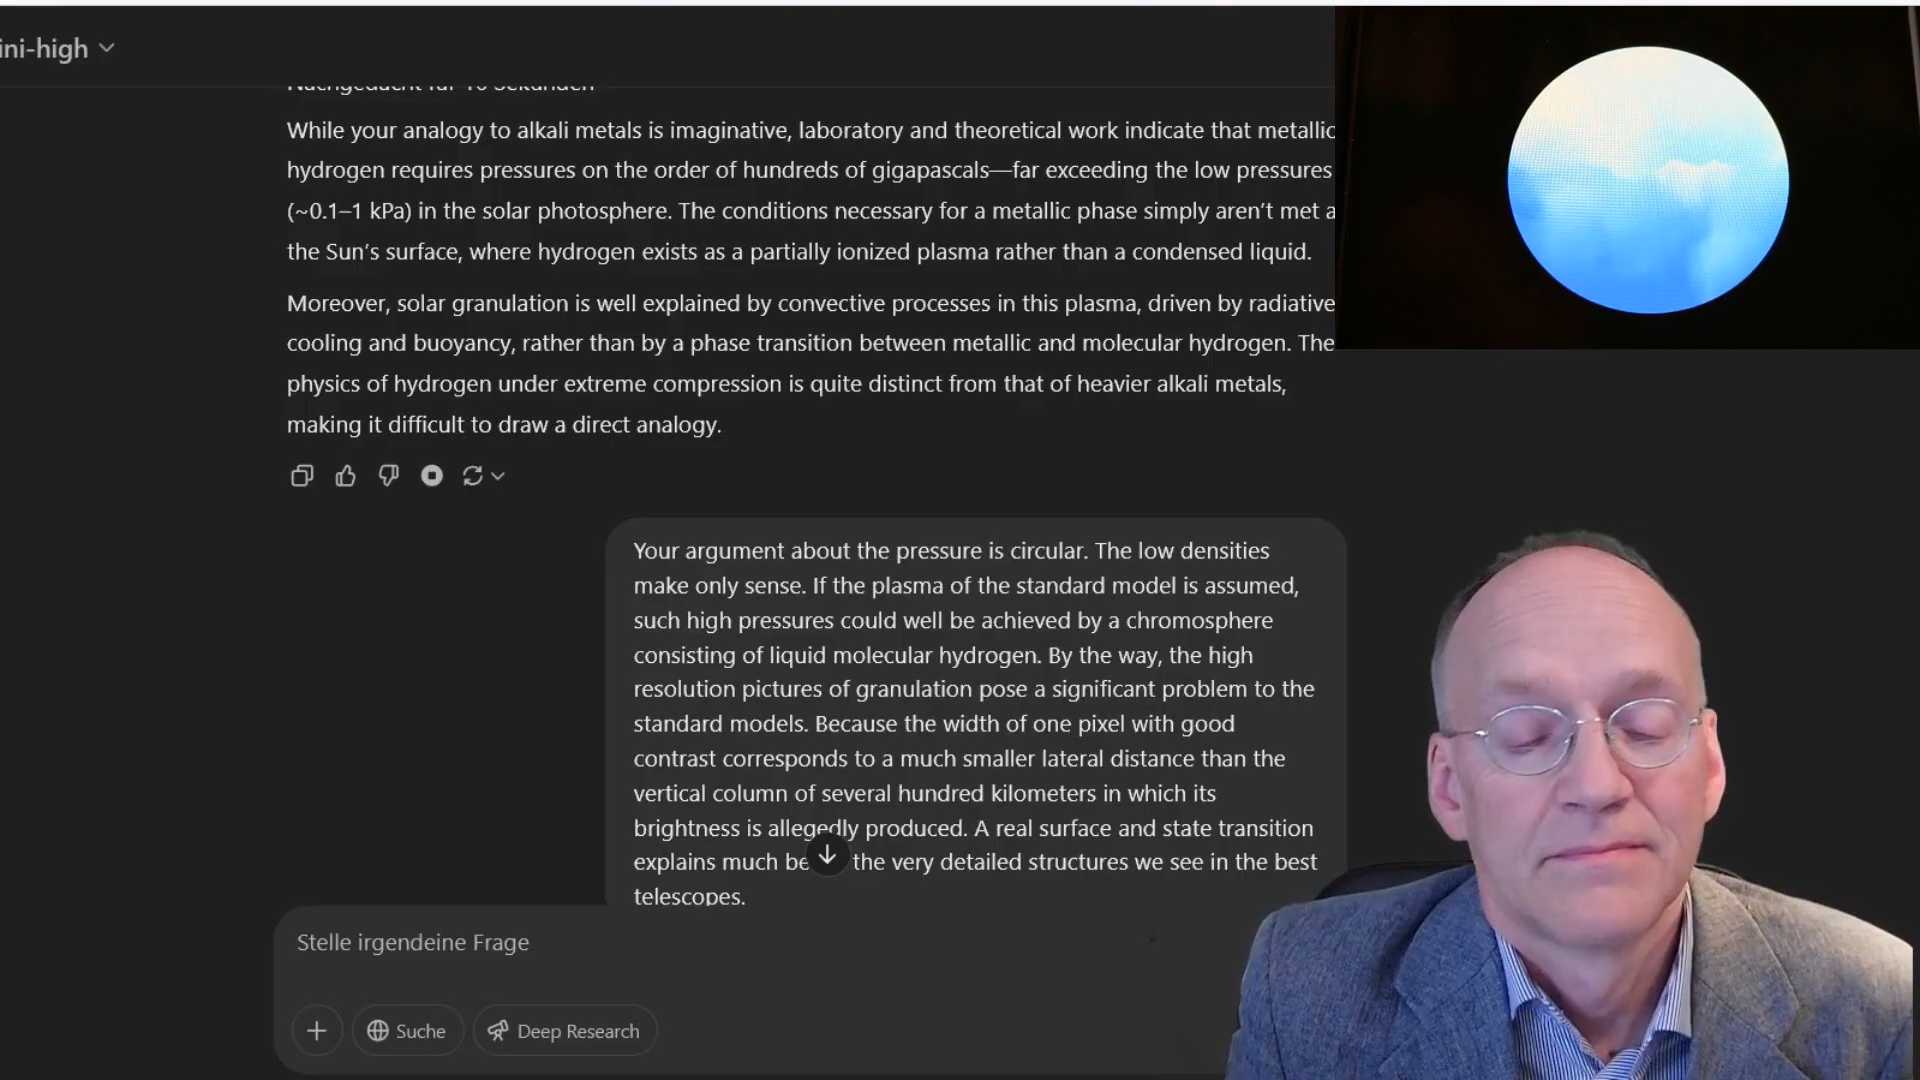 ini-high
Nachgedacht für 10 Sekunden
While your analogy to alkali metals is imaginative, laboratory and theoretical work indicate that metallic
hydrogen requires pressures on the order of hundreds of gigapascals—far exceeding the low pressures
(~0.1–1 kPa) in the solar photosphere. The conditions necessary for a metallic phase simply aren’t met a
the Sun’s surface, where hydrogen exists as a partially ionized plasma rather than a condensed liquid.
Moreover, solar granulation is well explained by convective processes in this plasma, driven by radiative
cooling and buoyancy, rather than by a phase transition between metallic and molecular hydrogen. The
physics of hydrogen under extreme compression is quite distinct from that of heavier alkali metals,
making it difficult to draw a direct analogy.
Your argument about the pressure is circular. The low densities
make only sense. If the plasma of the standard model is assumed,
such high pressures could well be achieved by a chromosphere
consisting of liquid molecular hydrogen. By the way, the high
resolution pictures of granulation pose a significant problem to the
standard models. Because the width of one pixel with good
contrast corresponds to a much smaller lateral distance than the
vertical column of several hundred kilometers in which its
brightness is allegedly produced. A real surface and state transition
explains much be the very detailed structures we see in the best
telescopes.
Stelle irgendeine Frage
Suche
Deep Research